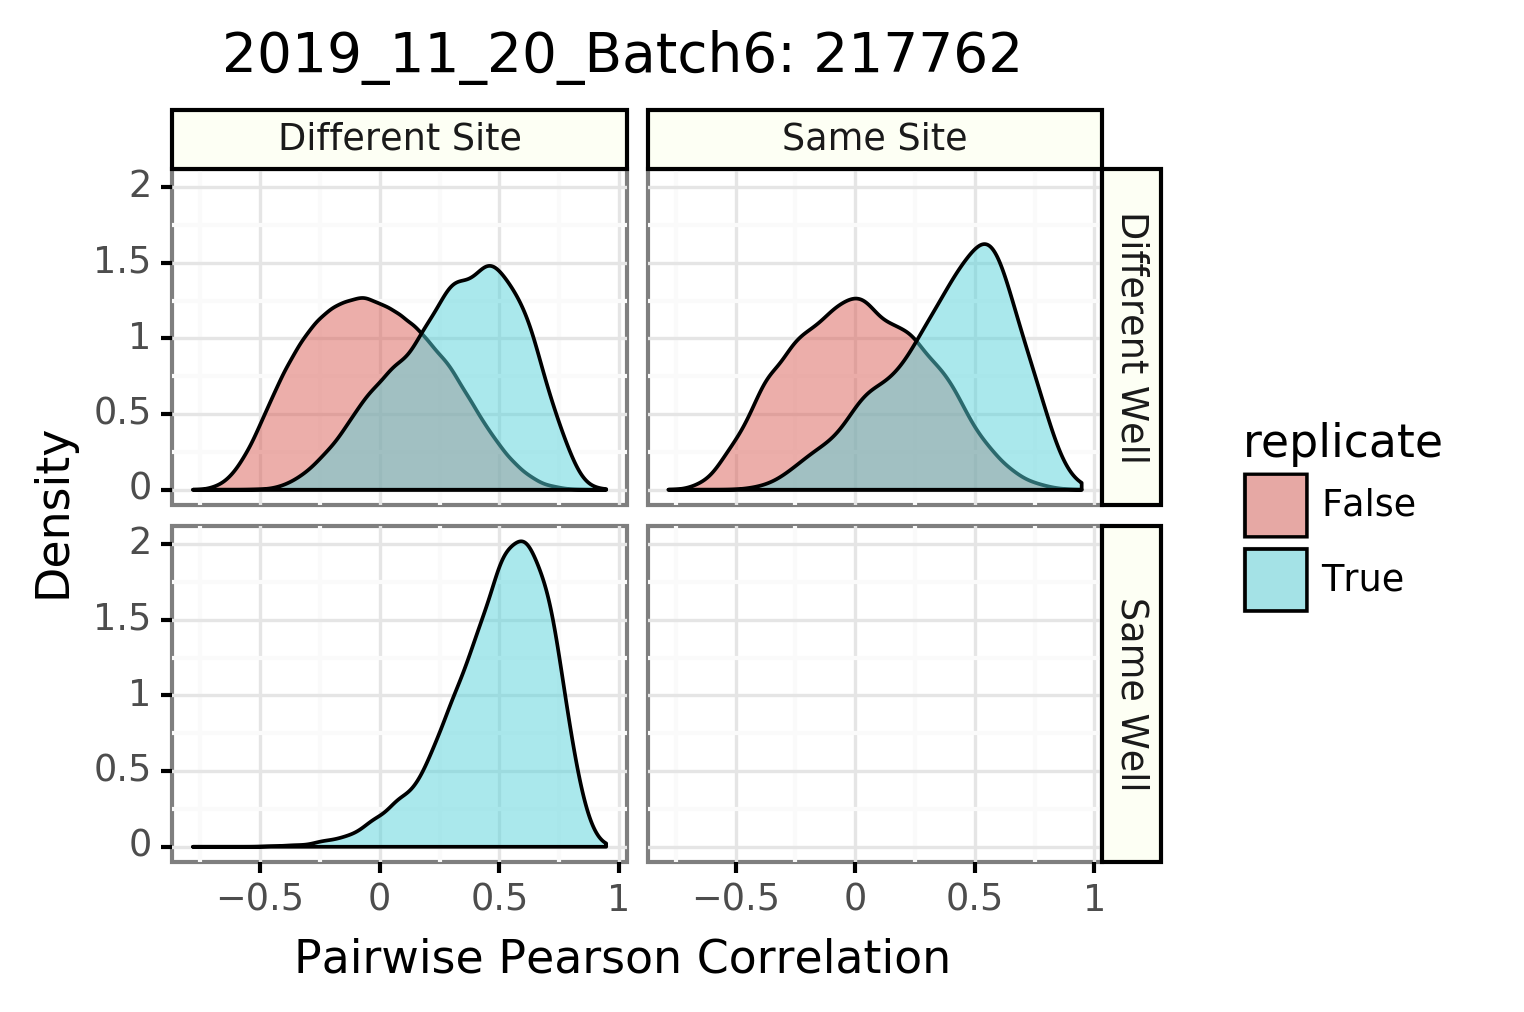 2019_11_20_Batch6: 217762
Different Site
Same Site
2
1.5
1
0.5
0
Different Well
2
1.5
1
0.5
0
Same Well
Density
−0.5
0
0.5
1
−0.5
0
0.5
1
Pairwise Pearson Correlation
replicate
False
True